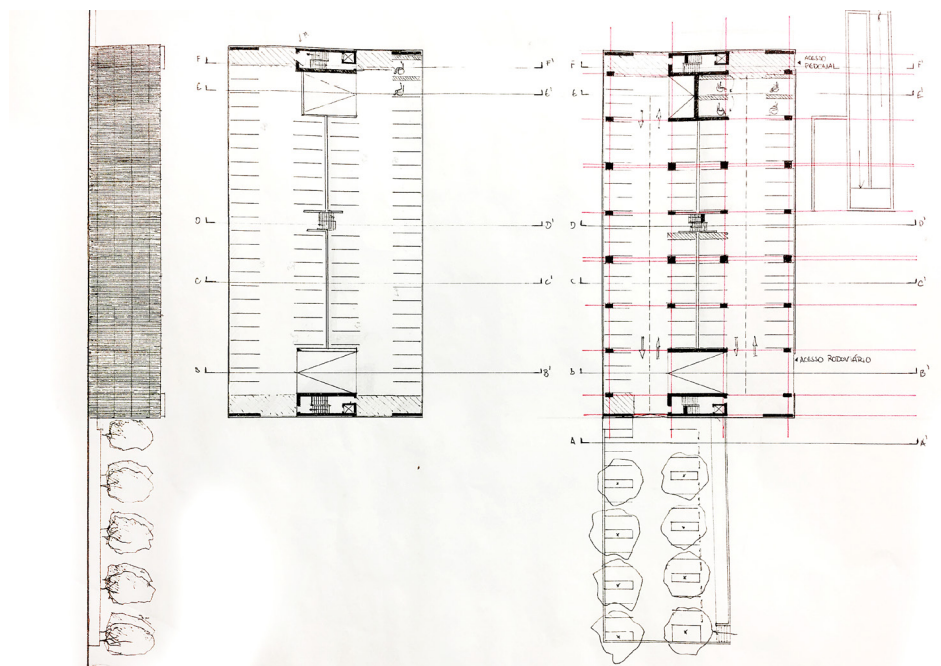 F F'
E E'
D D'
C C'
B B'
F F'
E E'
D D'
C C'
B B'
A A'
ACESSO
PEDONAL
ACESSO RODOVIÁRIO